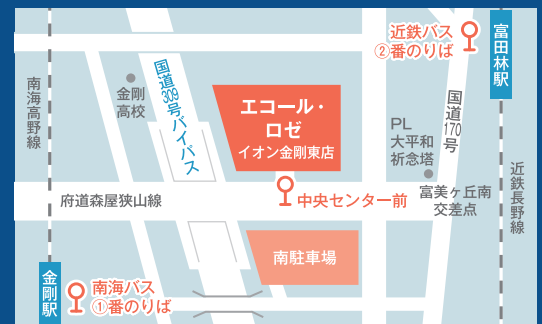 近鉄バス
②番のりば
富田林駅
南海高野線
金剛
高校
国道309号バイパス
エコール・
ロゼ
イオン金剛東店
国道170号
PL
大平和
祈念塔
府道森屋狭山線
中央センター前
富美ヶ丘南
交差点
近鉄長野線
南駐車場
金剛駅
南海バス
①番のりば